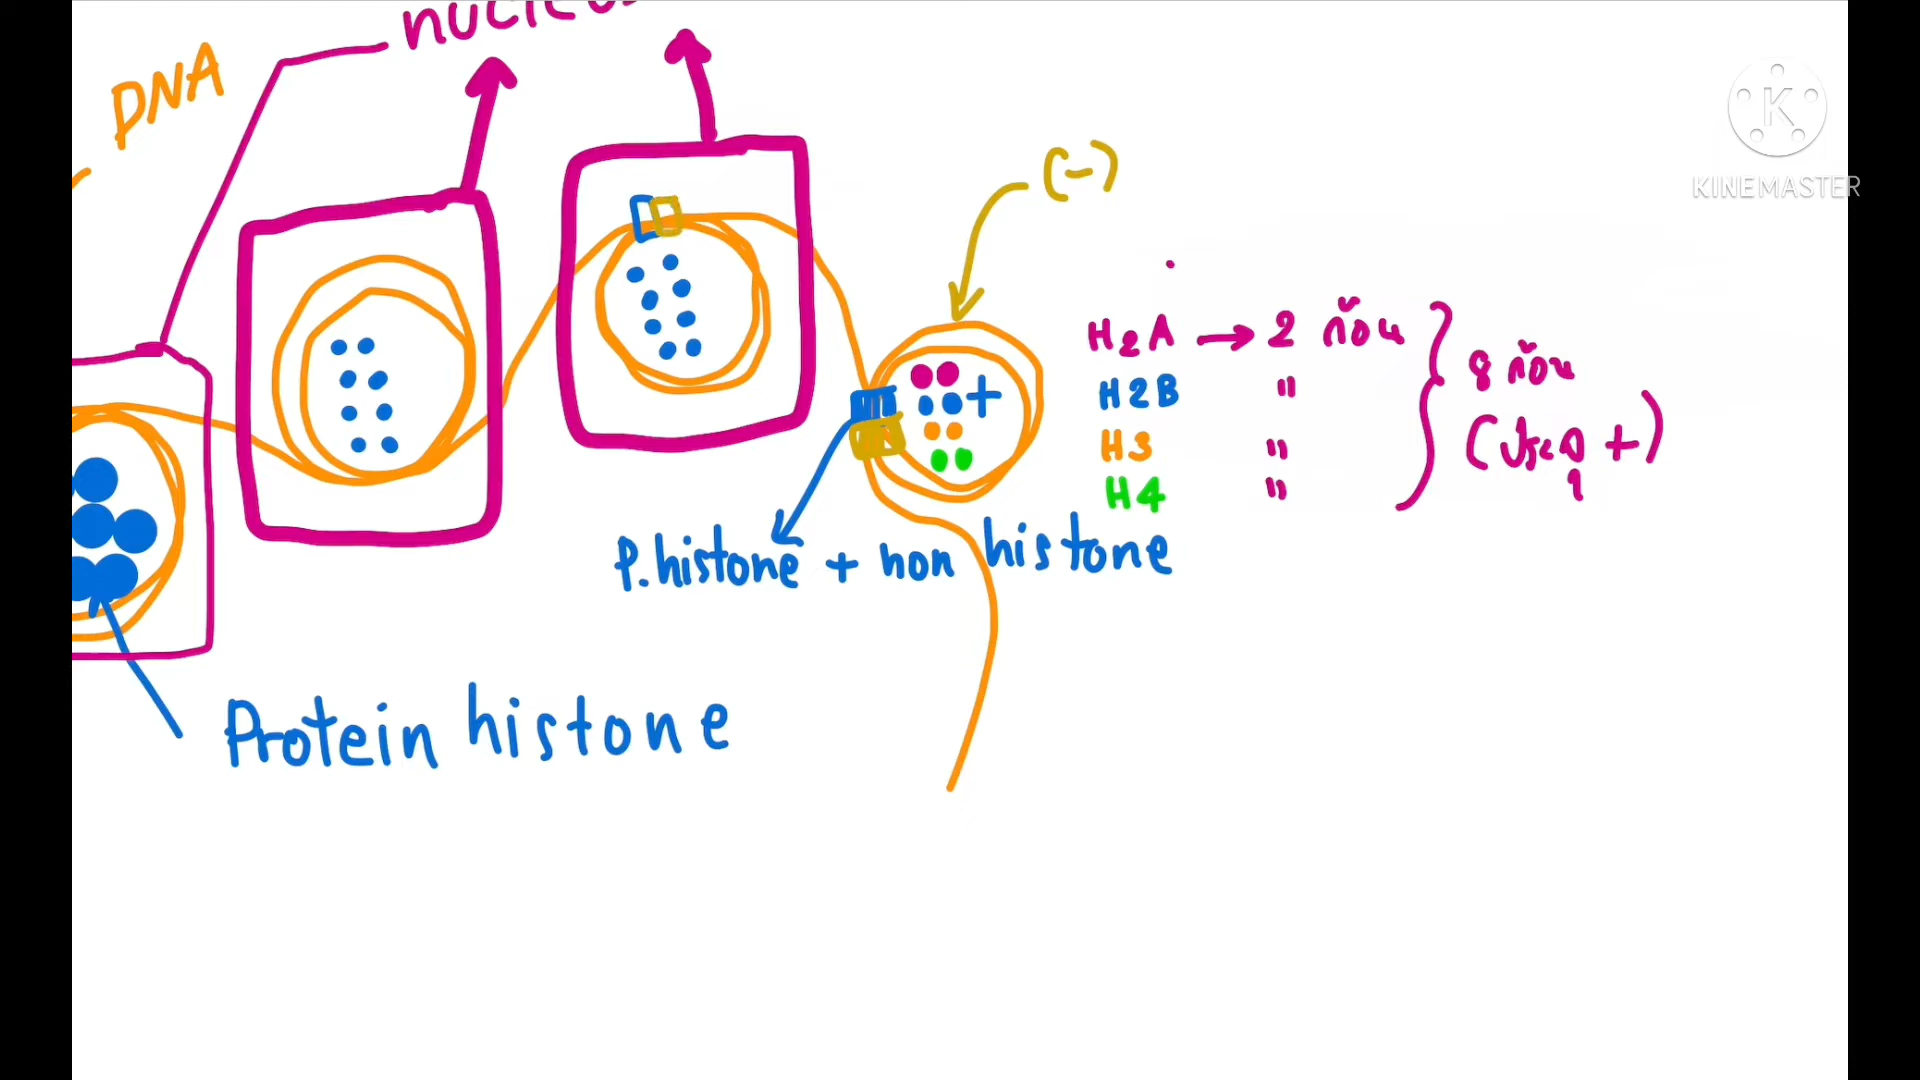 DNA
(-)
K
KINEMASTER
H2A → 2 ก้อน
H2B "
H3 "
H4 "
8 ก้อน
(ประจุ +)
+
P. histone + non histone
Protein histone